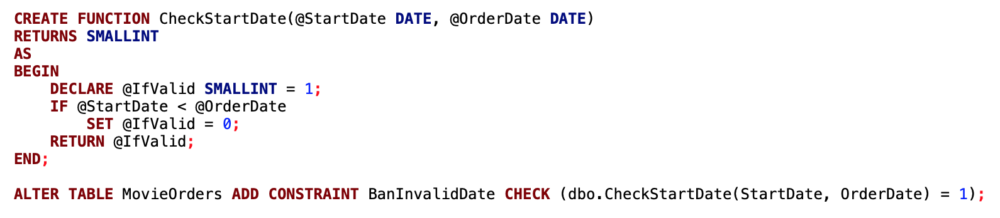 CREATE FUNCTION CheckStartDate(@StartDate DATE, @OrderDate DATE)
RETURNS SMALLINT
AS
BEGIN
    DECLARE @IfValid SMALLINT = 1;
    IF @StartDate < @OrderDate
        SET @IfValid = 0;
    RETURN @IfValid;
END;

ALTER TABLE MovieOrders ADD CONSTRAINT BanInvalidDate CHECK (dbo.CheckStartDate(StartDate, OrderDate) = 1);